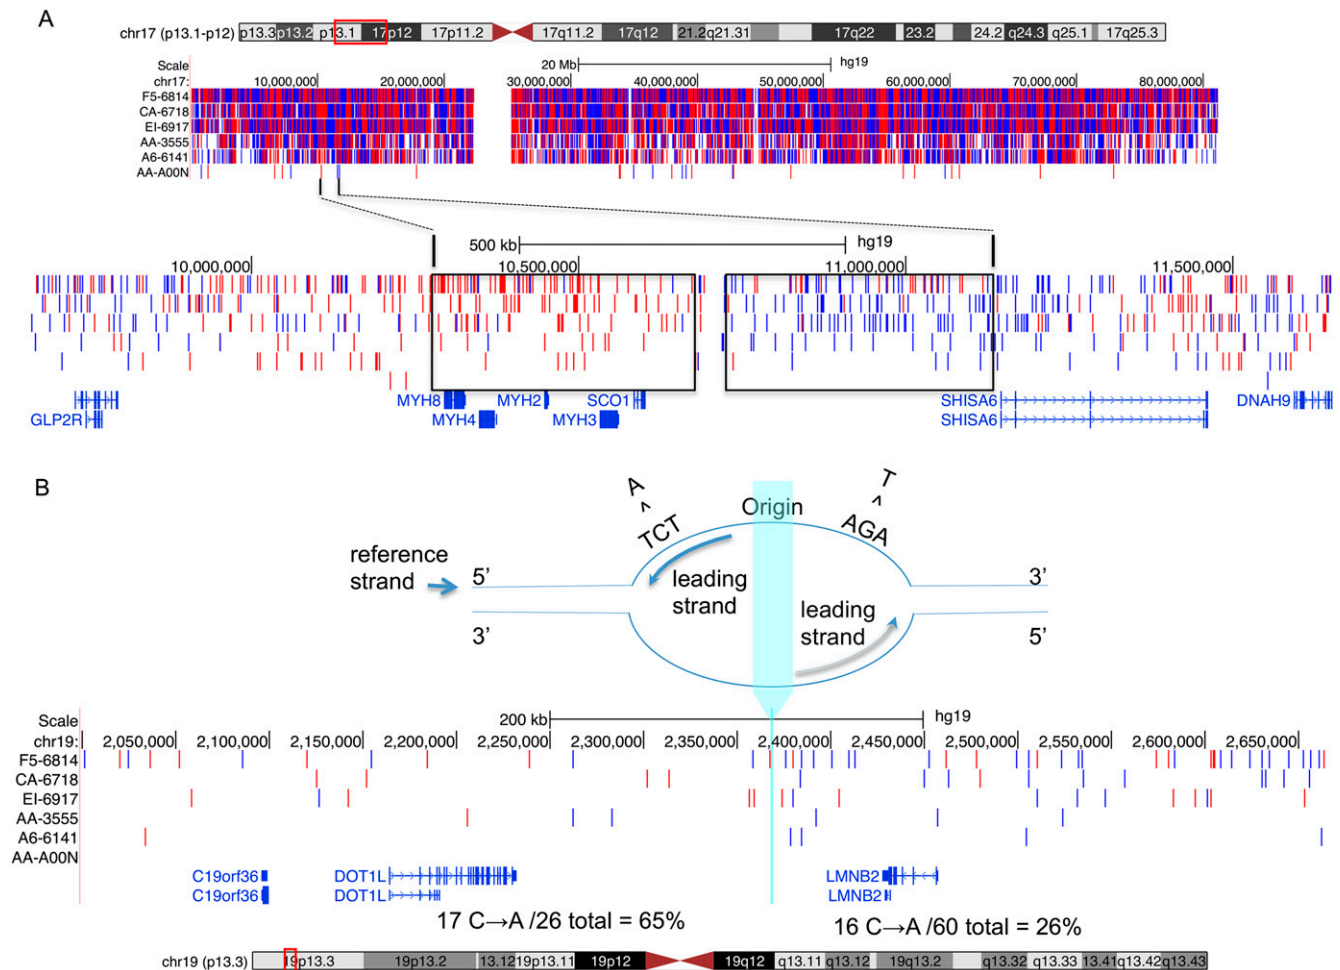 A
chr17 (p13.1-p12) p13.3 p13.2 p13.1 17p12 17p11.2 17q11.2 17q12 21.2 q21.31 17q22 23.2 24.2 q24.3 q25.1 17q25.3
Scale 20 Mb hg19
chr17: 10,000,000 20,000,000 30,000,000 40,000,000 50,000,000 60,000,000 70,000,000 80,000,000
F5-6814
CA-6718
EI-6917
AA-3555
A6-6141
AA-A00N
500 kb hg19
10,000,000 10,500,000 11,000,000 11,500,000
MYH8 MYH2 SCO1 SHISA6 DNAH9
GLP2R MYH4 MYH3 SHISA6
B
A T
^ Origin ^
TCT AGA
reference
strand 5' leading strand 3'
leading
strand
3' 5'
Scale 200 kb hg19
chr19: 2,050,000 2,100,000 2,150,000 2,200,000 2,250,000 2,300,000 2,350,000 2,400,000 2,450,000 2,500,000 2,550,000 2,600,000 2,650,000
F5-6814
CA-6718
EI-6917
AA-3555
A6-6141
AA-A00N
C19orf36 DOT1L LMNB2
C19orf36 DOT1L LMNB2
17 C→A /26 total = 65% 16 C→A /60 total = 26%
chr19 (p13.3) 19p13.3 19p13.2 13.12 19p13.11 19p12 19q12 q13.11 q13.12 19q13.2 q13.32 q13.33 13.41 q13.42 q13.43